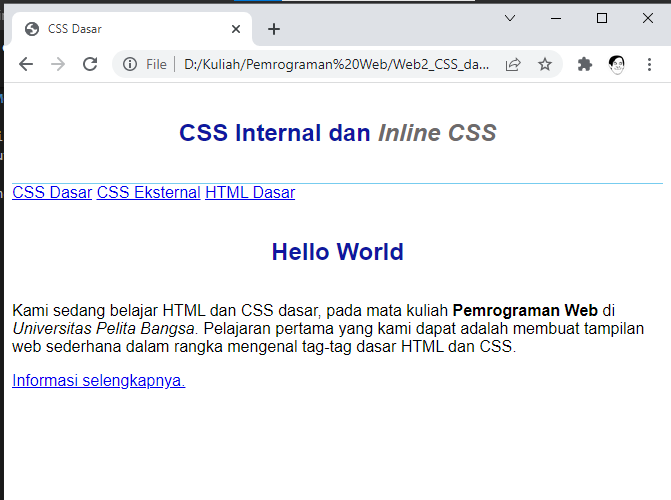 CSS Dasar
File
D:/Kuliah/Pemrograman%20Web/Web2_CSS_da...
CSS Internal dan Inline CSS
CSS Dasar CSS Eksternal HTML Dasar
Hello World
Kami sedang belajar HTML dan CSS dasar, pada mata kuliah Pemrograman Web di
Universitas Pelita Bangsa. Pelajaran pertama yang kami dapat adalah membuat tampilan
web sederhana dalam rangka mengenal tag-tag dasar HTML dan CSS.
Informasi selengkapnya.